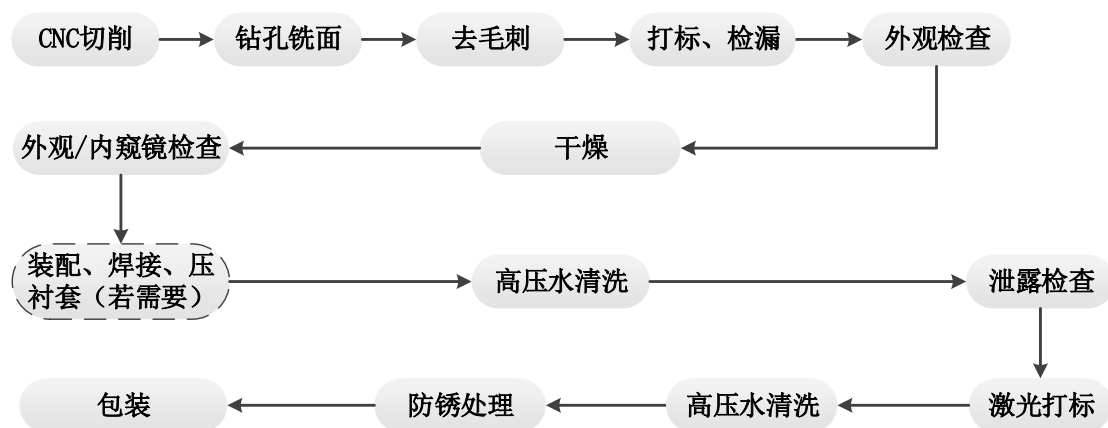 CNC切削
钻孔铣面
去毛刺
打标、检漏
外观检查
干燥
外观/内窥镜检查
装配、焊接、压
衬套（若需要）
高压水清洗
泄露检查
激光打标
高压水清洗
防锈处理
包装